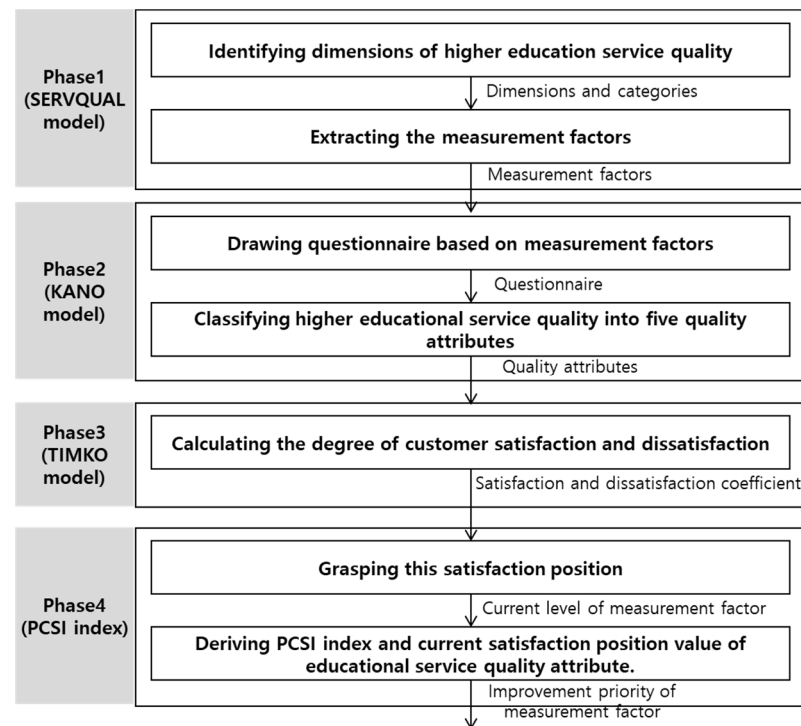 Phase1
(SERVQUAL
model)
Identifying dimensions of higher education service quality
Dimensions and categories
Extracting the measurement factors
Measurement factors
Phase2
(KANO
model)
Drawing questionnaire based on measurement factors
Questionnaire
Classifying higher educational service quality into five quality
attributes
Quality attributes
Phase3
(TIMKO
model)
Calculating the degree of customer satisfaction and dissatisfaction
Satisfaction and dissatisfaction coefficient
Phase4
(PCSI index)
Grasping this satisfaction position
Current level of measurement factor
Deriving PCSI index and current satisfaction position value of
educational service quality attribute.
Improvement priority of
measurement factor